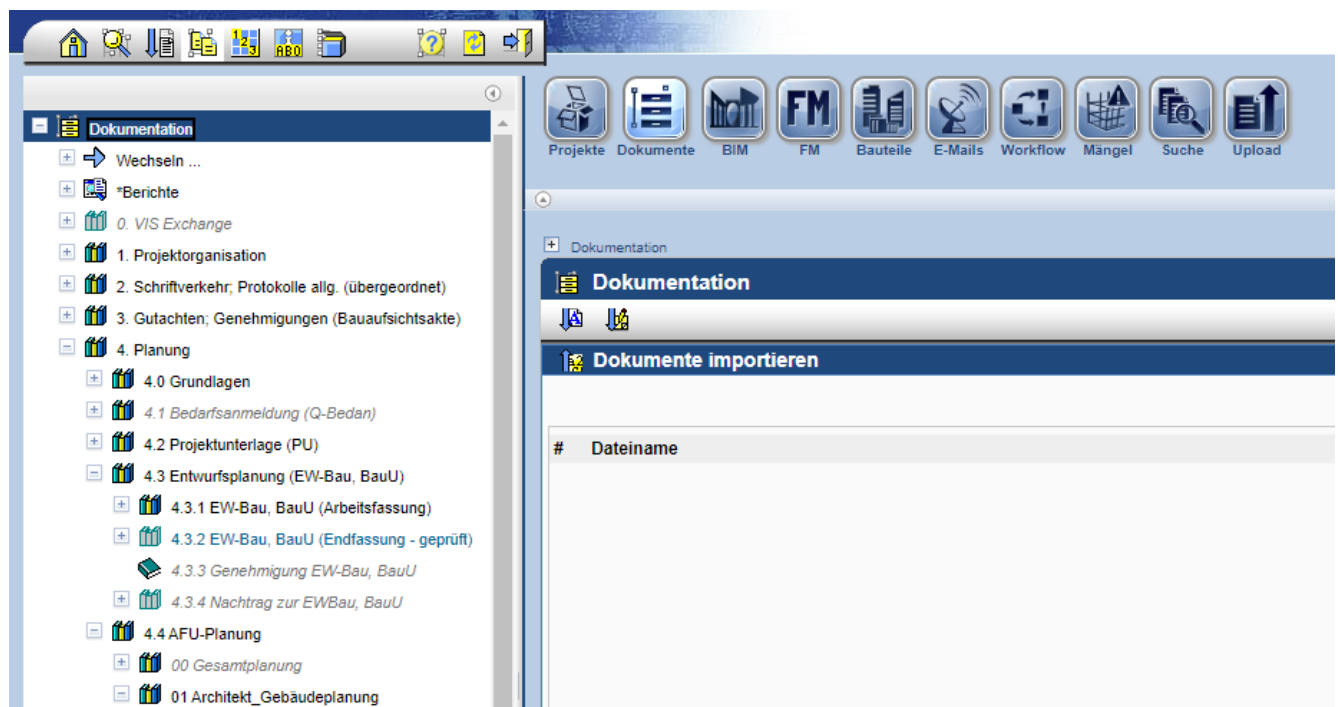 Dokumentation
Wechseln ...
*Berichte
0. VIS Exchange
1. Projektorganisation
2. Schriftverkehr; Protokolle allg. (übergeordnet)
3. Gutachten; Genehmigungen (Bauaufsichtsakte)
4. Planung
4.0 Grundlagen
4.1 Bedarfsanmeldung (Q-Bedan)
4.2 Projektunterlage (PU)
4.3 Entwurfsplanung (EW-Bau, BauU)
4.3.1 EW-Bau, BauU (Arbeitsfassung)
4.3.2 EW-Bau, BauU (Endfassung - geprüft)
4.3.3 Genehmigung EW-Bau, BauU
4.3.4 Nachtrag zur EWBau, BauU
4.4 AFU-Planung
00 Gesamtplanung
01 Architekt_Gebäudeplanung
FM
Projekte Dokumente BIM FM Bauteile E-Mails Workflow Mängel Suche Upload
Dokumentation
Dokumentation
Dokumente importieren
# Dateiname